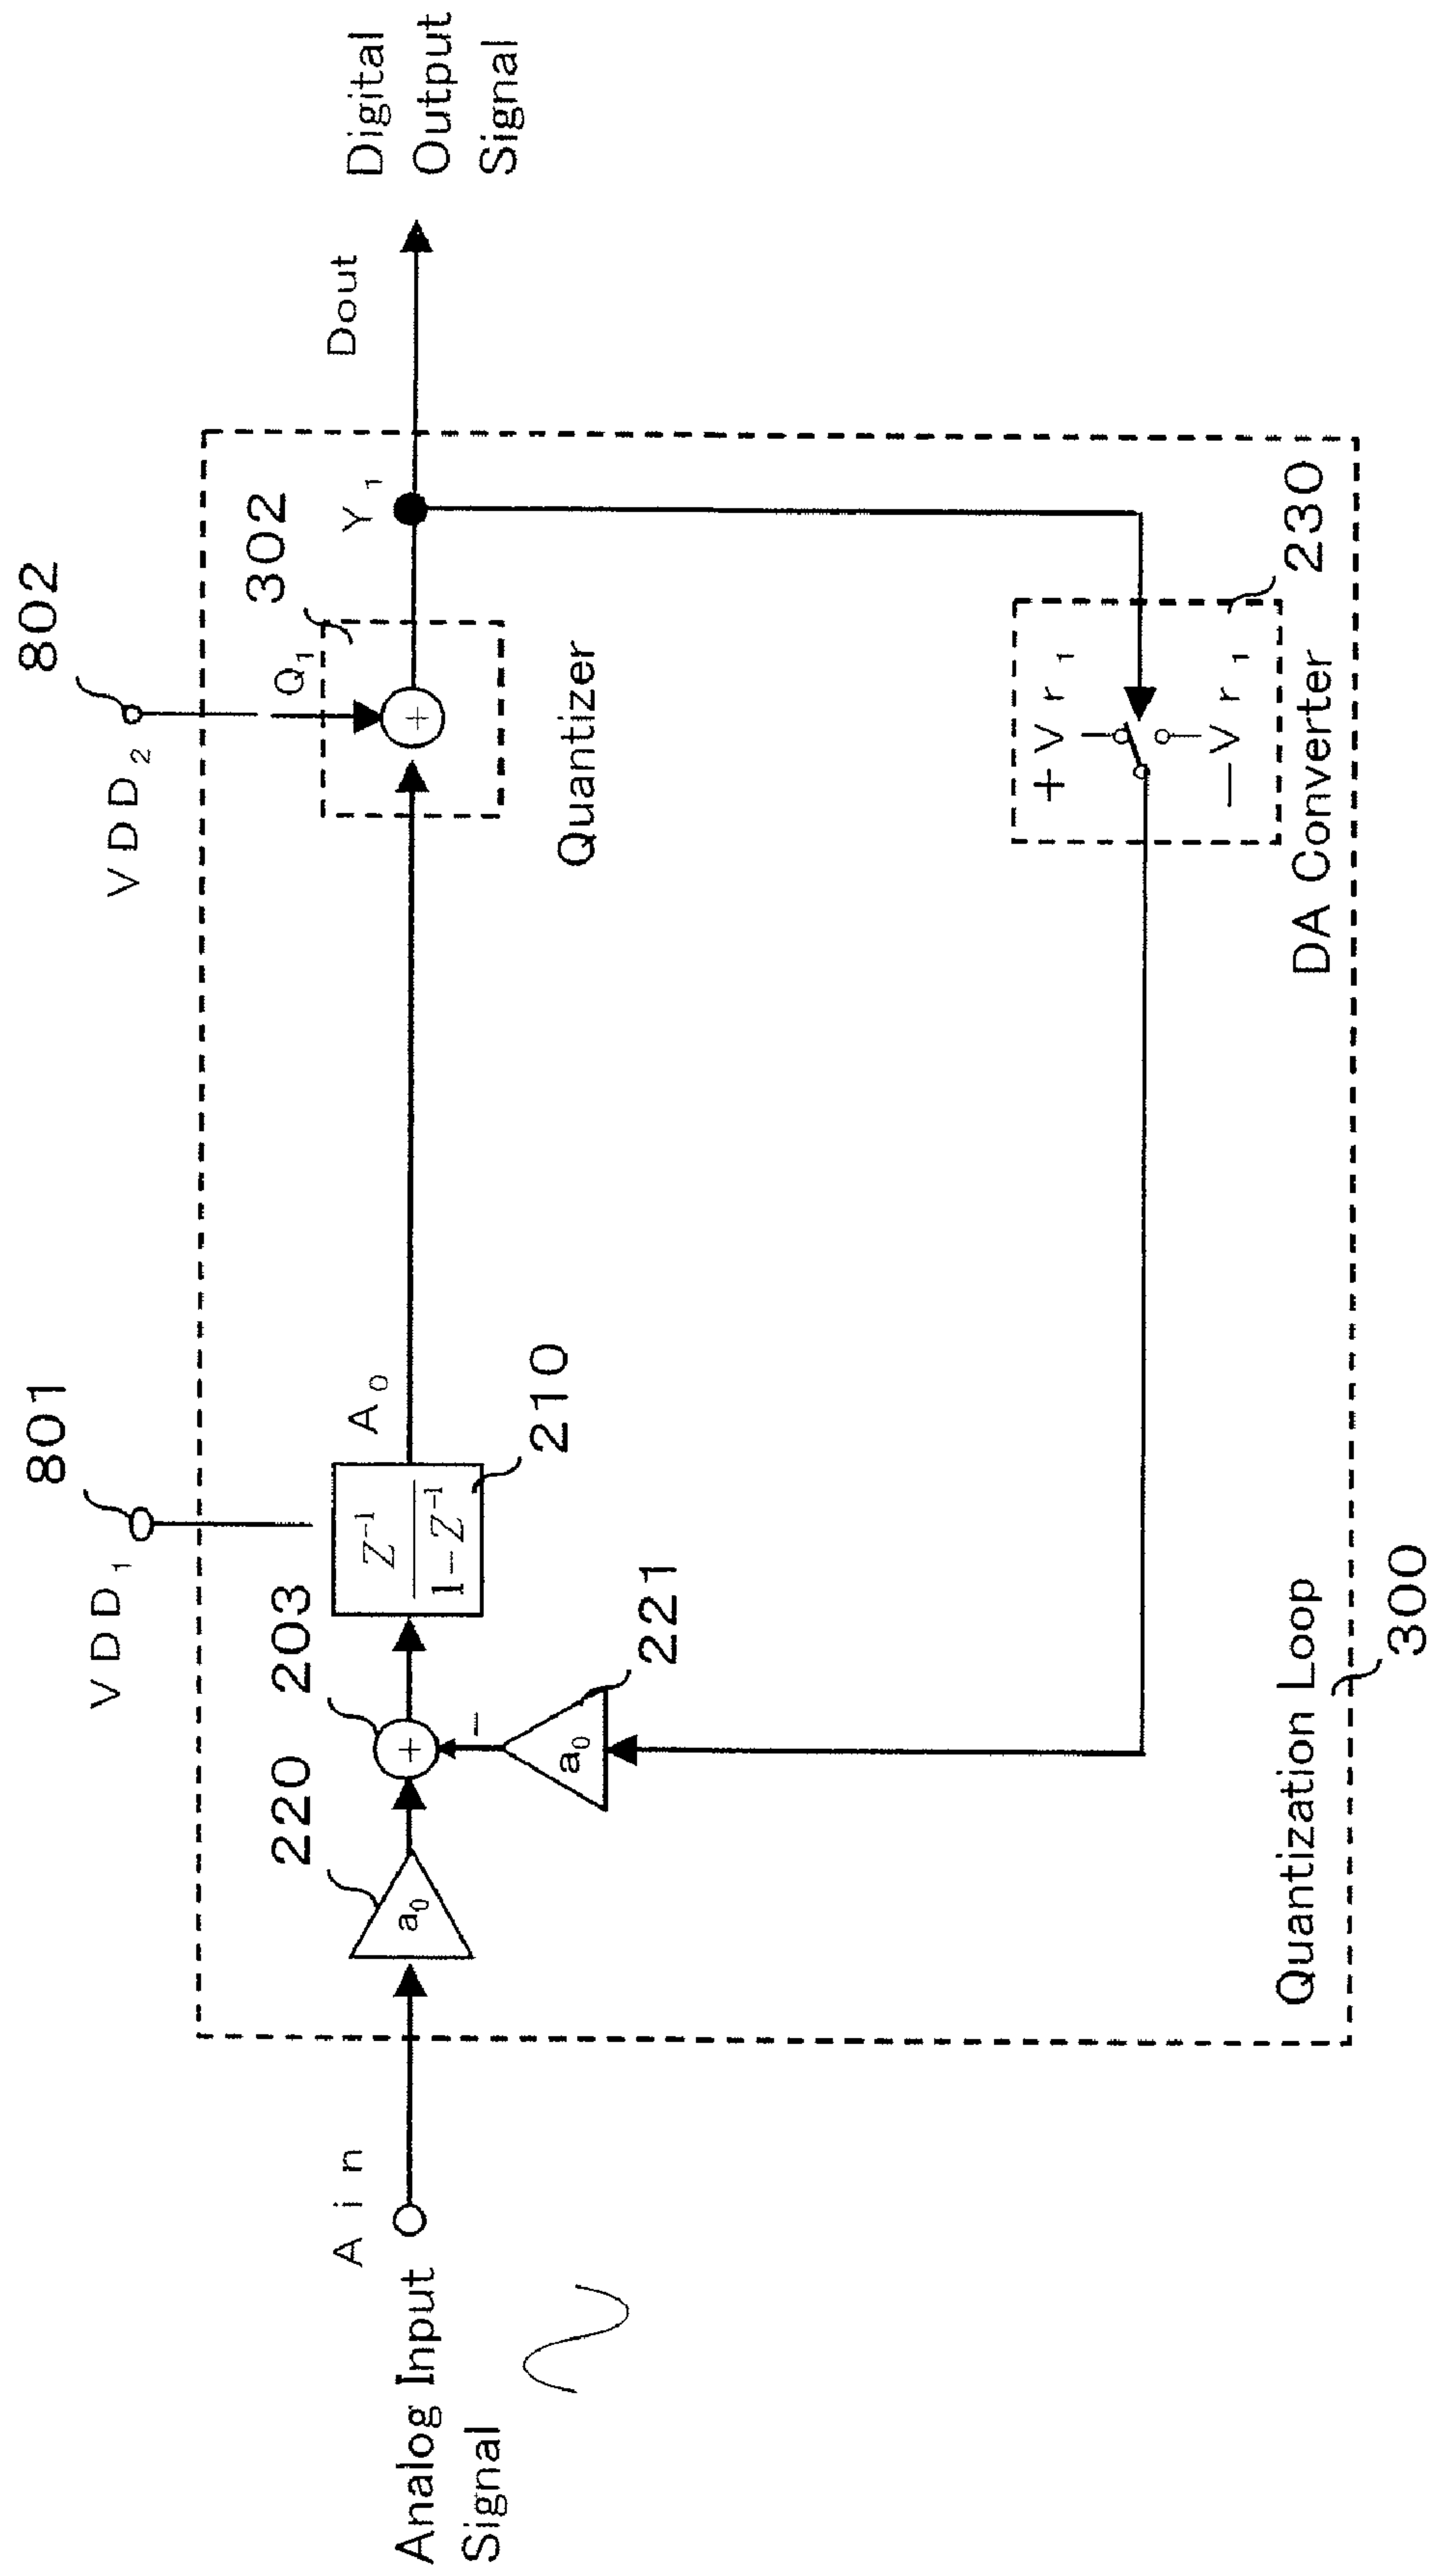 801
802
VDD₁
VDD₂
Analog Input
Signal
Ain
220
a₀
203
+
−
a₀
221
Z⁻¹
1−Z⁻¹
210
A₀
Q₁
302
+
Quantizer
Y₁
Dout
Digital
Output
Signal
+Vr₁
−Vr₁
230
DA Converter
Quantization Loop
300